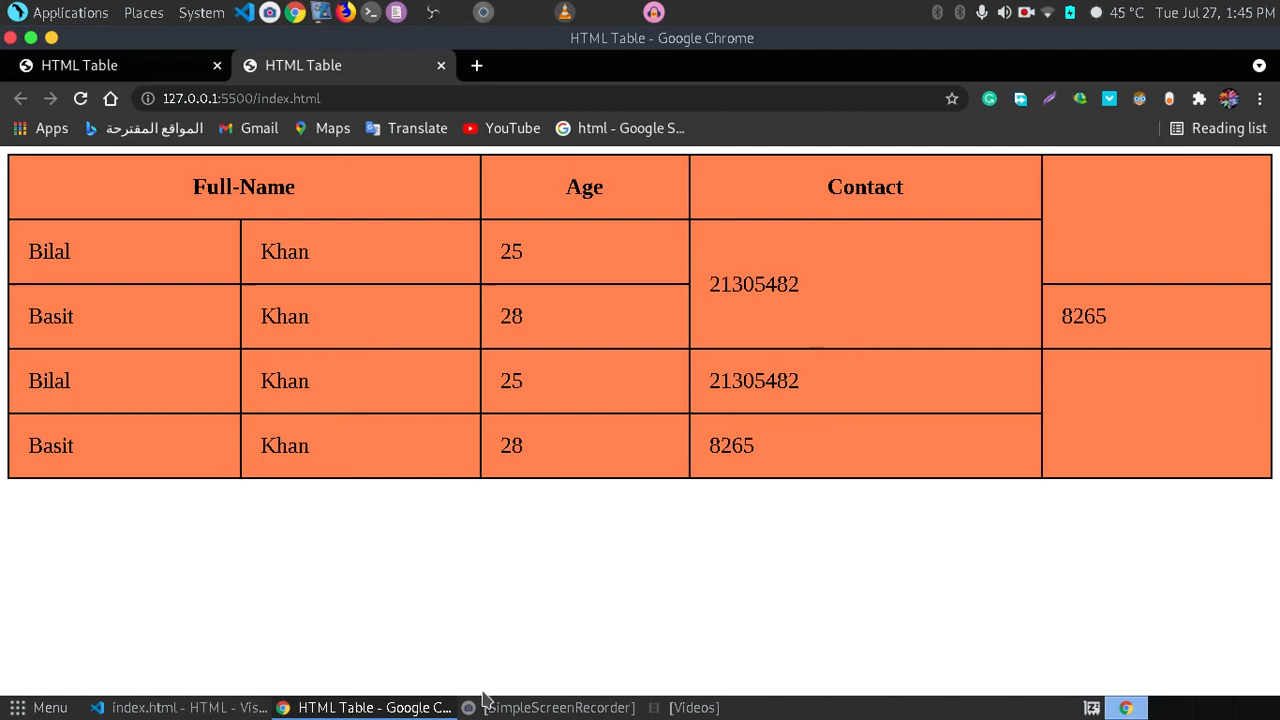 Applications Places System 45 °C Tue Jul 27, 1:45 PM
HTML Table - Google Chrome
HTML Table HTML Table
127.0.0.1:5500/index.html
Apps المواقع المقترحة Gmail Maps Translate YouTube html - Google S... Reading list
Full-Name Age Contact
Bilal Khan 25
21305482
Basit Khan 28 8265
Bilal Khan 25 21305482
Basit Khan 28 8265
Menu index.html - HTML - Vis... HTML Table - Google C... [SimpleScreenRecorder] [Videos]